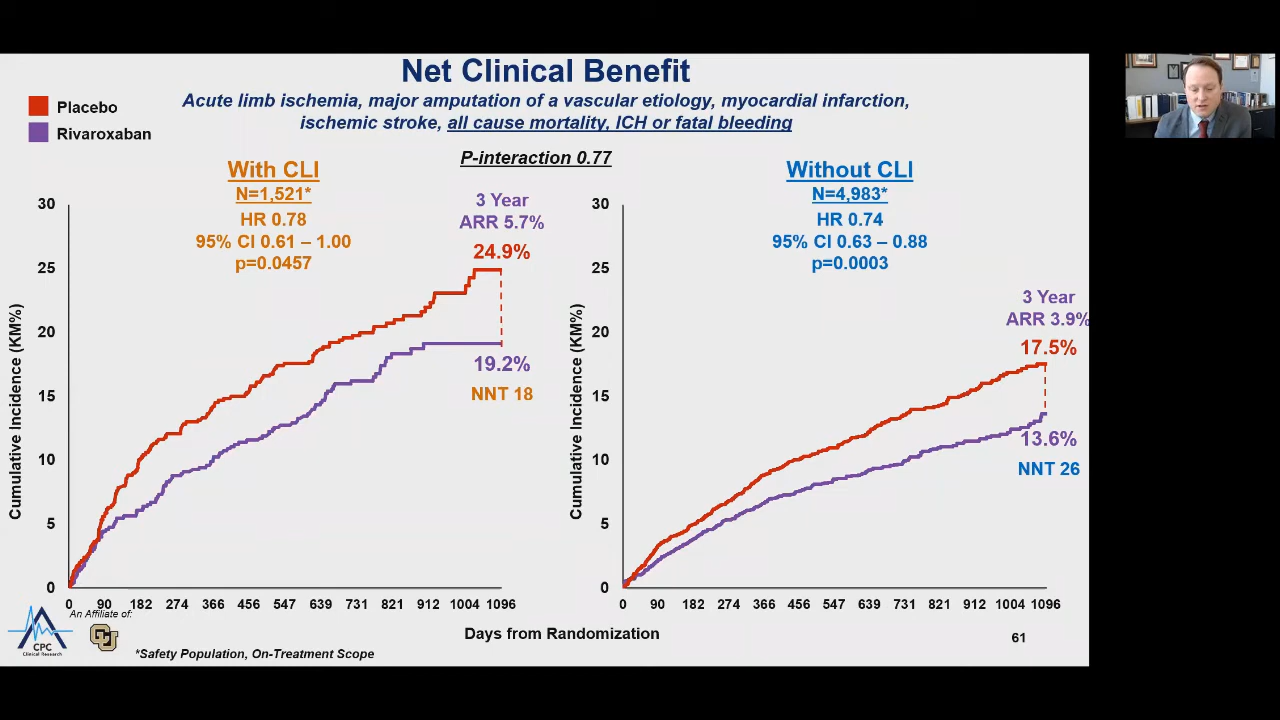 Net Clinical Benefit
Acute limb ischemia, major amputation of a vascular etiology, myocardial infarction,
ischemic stroke, all cause mortality, ICH or fatal bleeding
Placebo
Rivaroxaban
P-interaction 0.77
With CLI
N=1,521*
HR 0.78
95% CI 0.61 – 1.00
p=0.0457
3 Year
ARR 5.7%
24.9%
19.2%
NNT 18
30
25
20
15
10
5
0
Cumulative Incidence (KM%)
0 90 182 274 366 456 547 639 731 821 912 1004 1096
Without CLI
N=4,983*
HR 0.74
95% CI 0.63 – 0.88
p=0.0003
3 Year
ARR 3.9%
17.5%
13.6%
NNT 26
30
25
20
15
10
5
0
Cumulative Incidence (KM%)
0 90 182 274 366 456 547 639 731 821 912 1004 1096
Days from Randomization
An Affiliate of:
CPC
Clinical Research
CU
*Safety Population, On-Treatment Scope
61